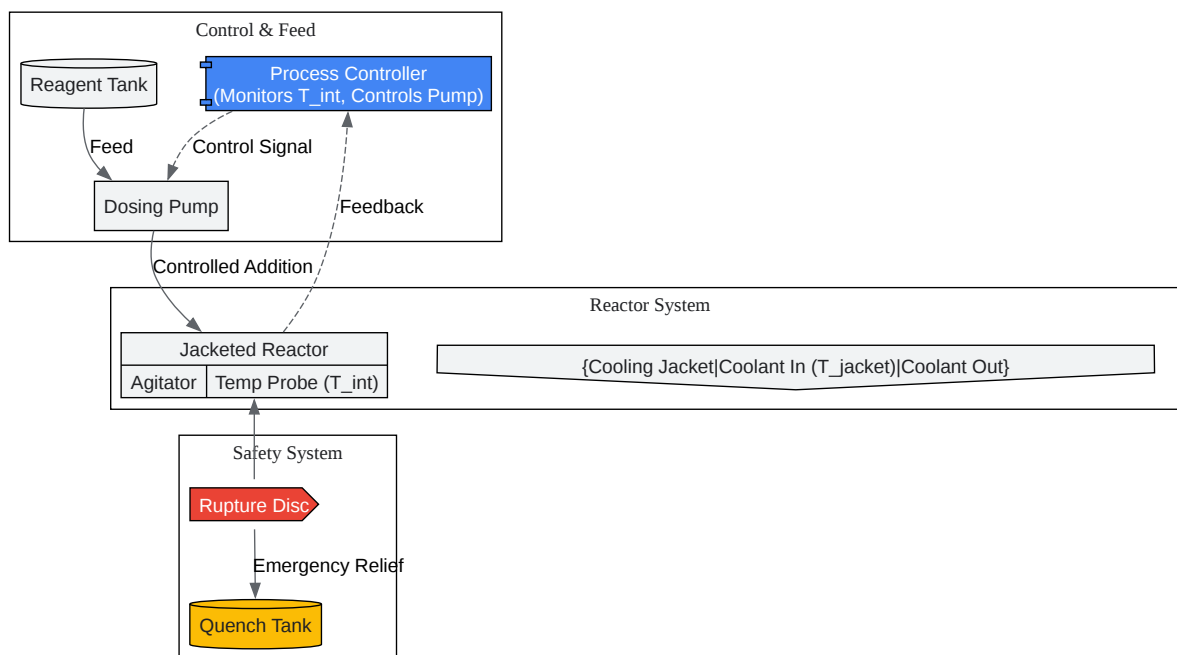 Control & Feed
Reagent Tank
Process Controller
(Monitors T_int, Controls Pump)
Feed
Control Signal
Dosing Pump
Feedback
Controlled Addition
Reactor System
Jacketed Reactor
Agitator
Temp Probe (T_int)
{Cooling Jacket|Coolant In (T_jacket)|Coolant Out}
Safety System
Rupture Disc
Emergency Relief
Quench Tank